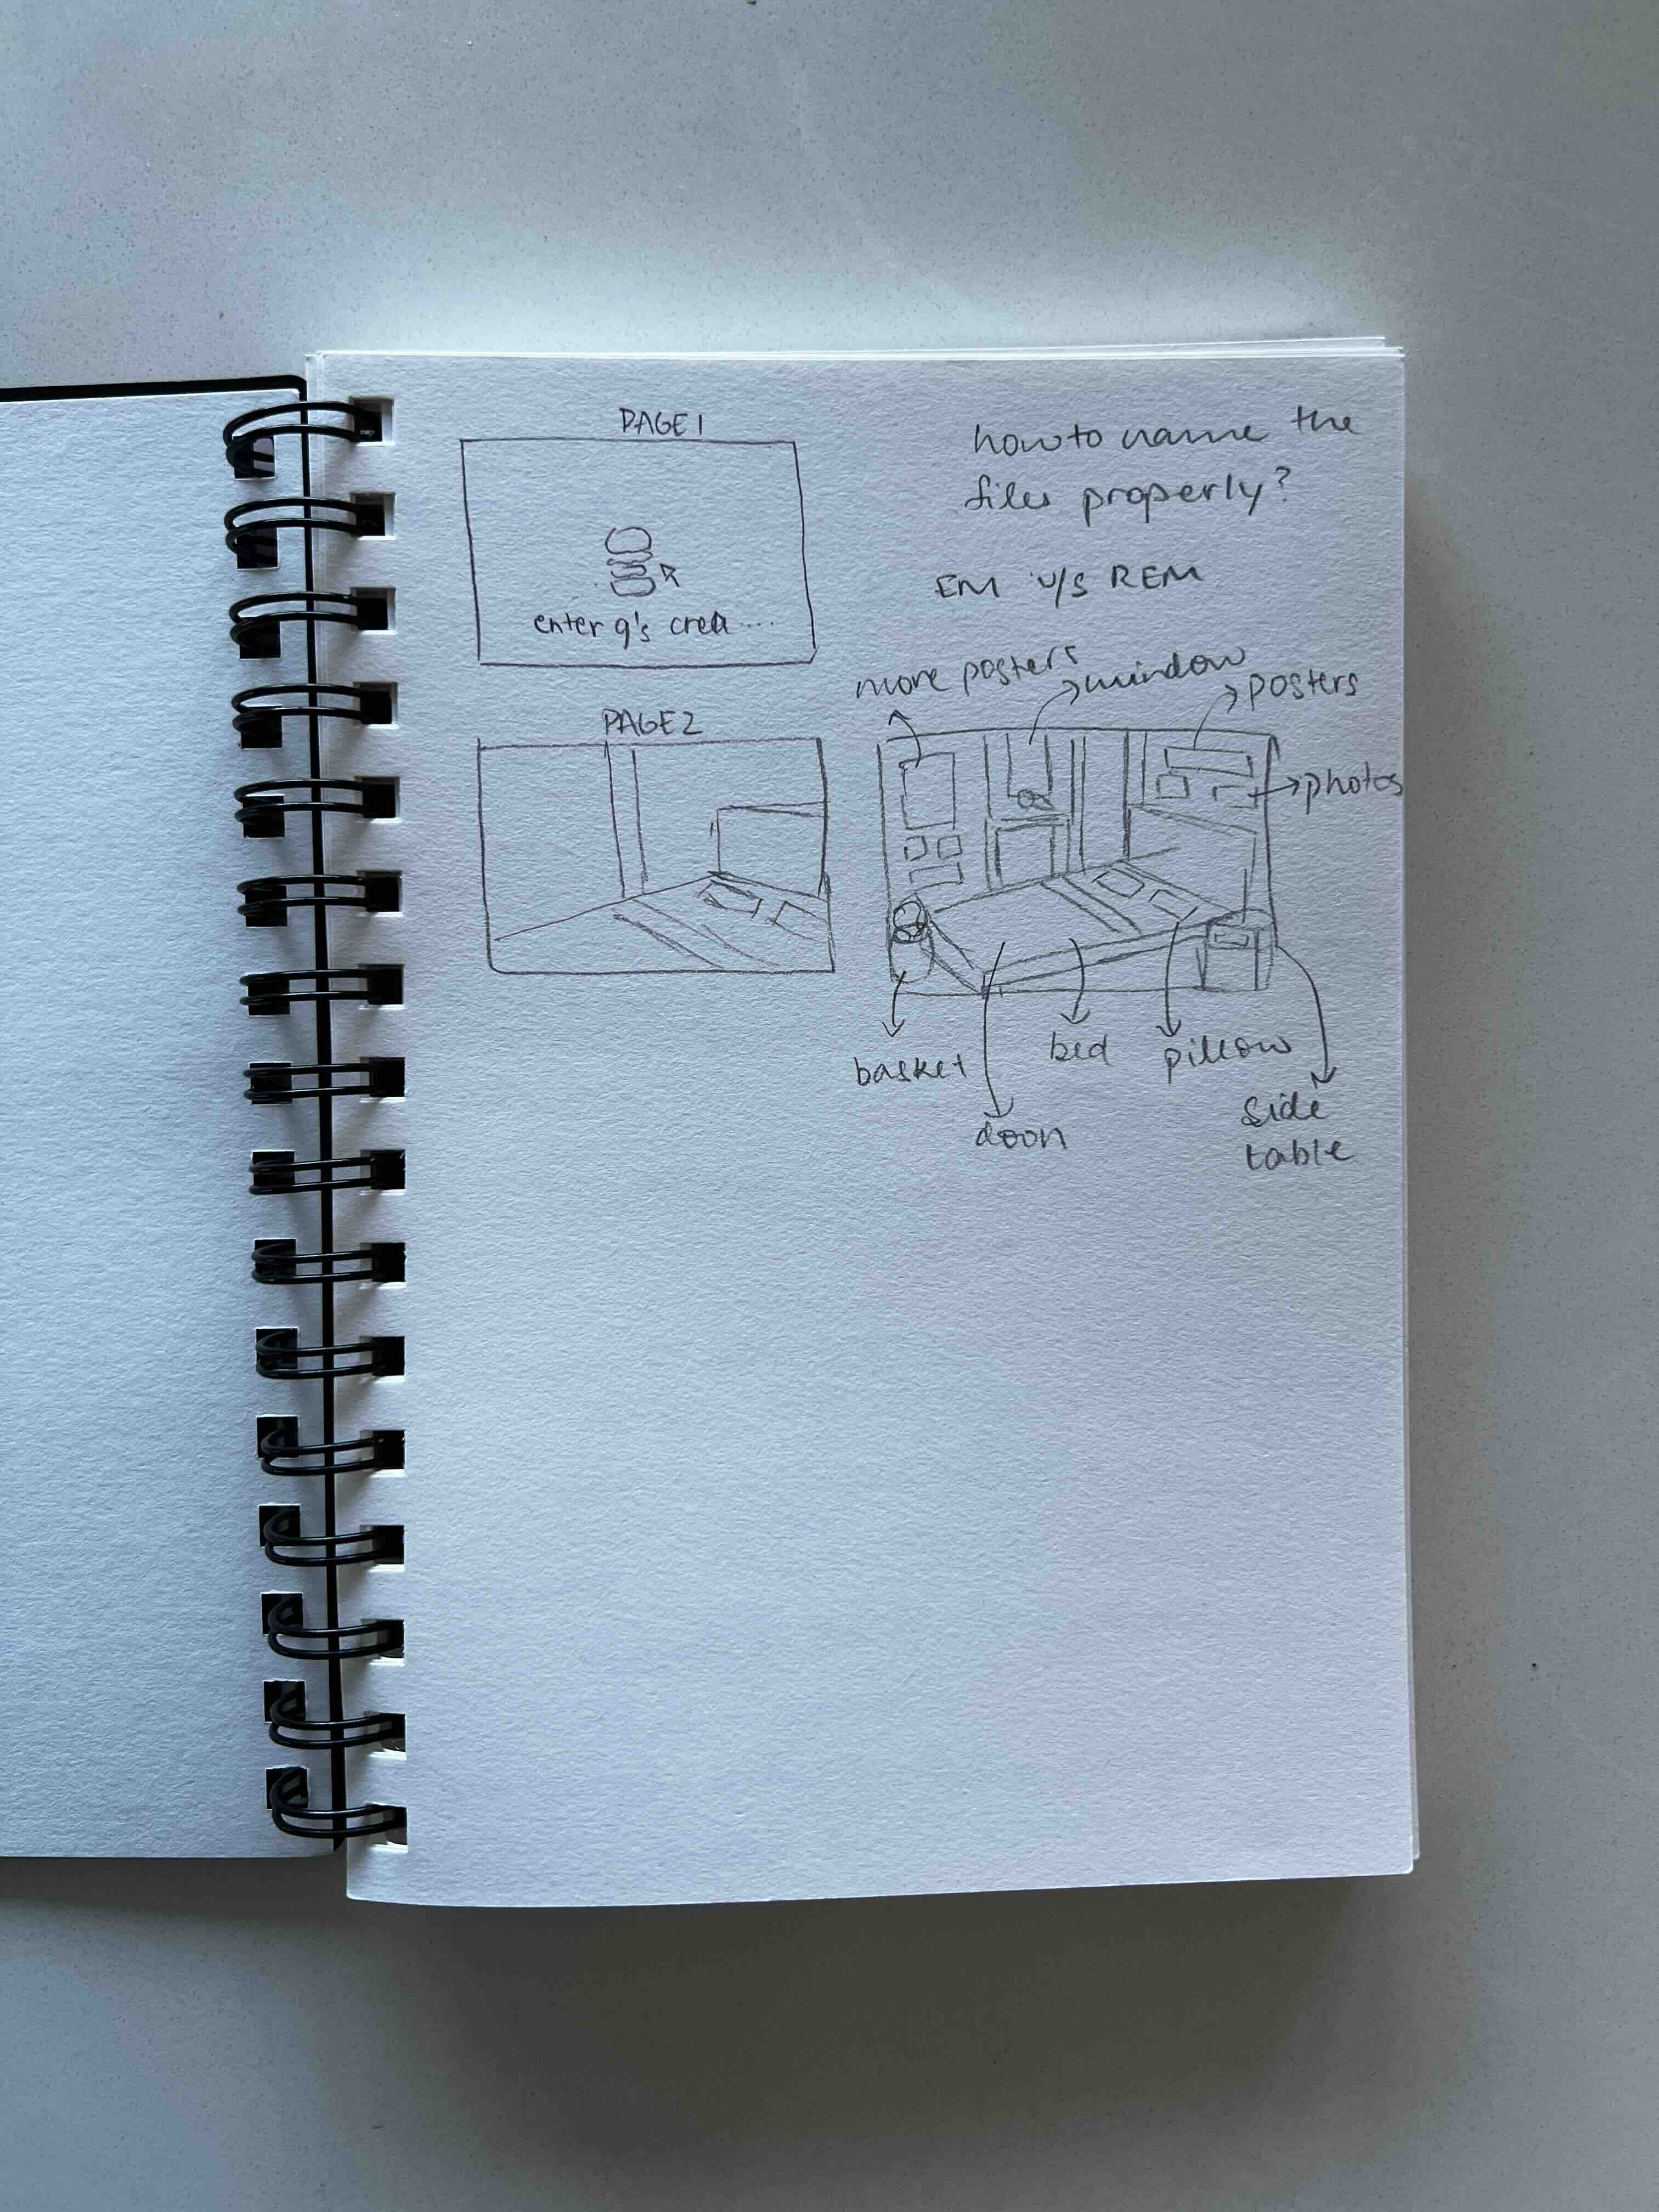 PAGE 1
enter g's crea ....
how to name the
files properly?
EM v/s REM
PAGE 2
more posters
window
posters
photos
basket
bed
pillow
door
side
table